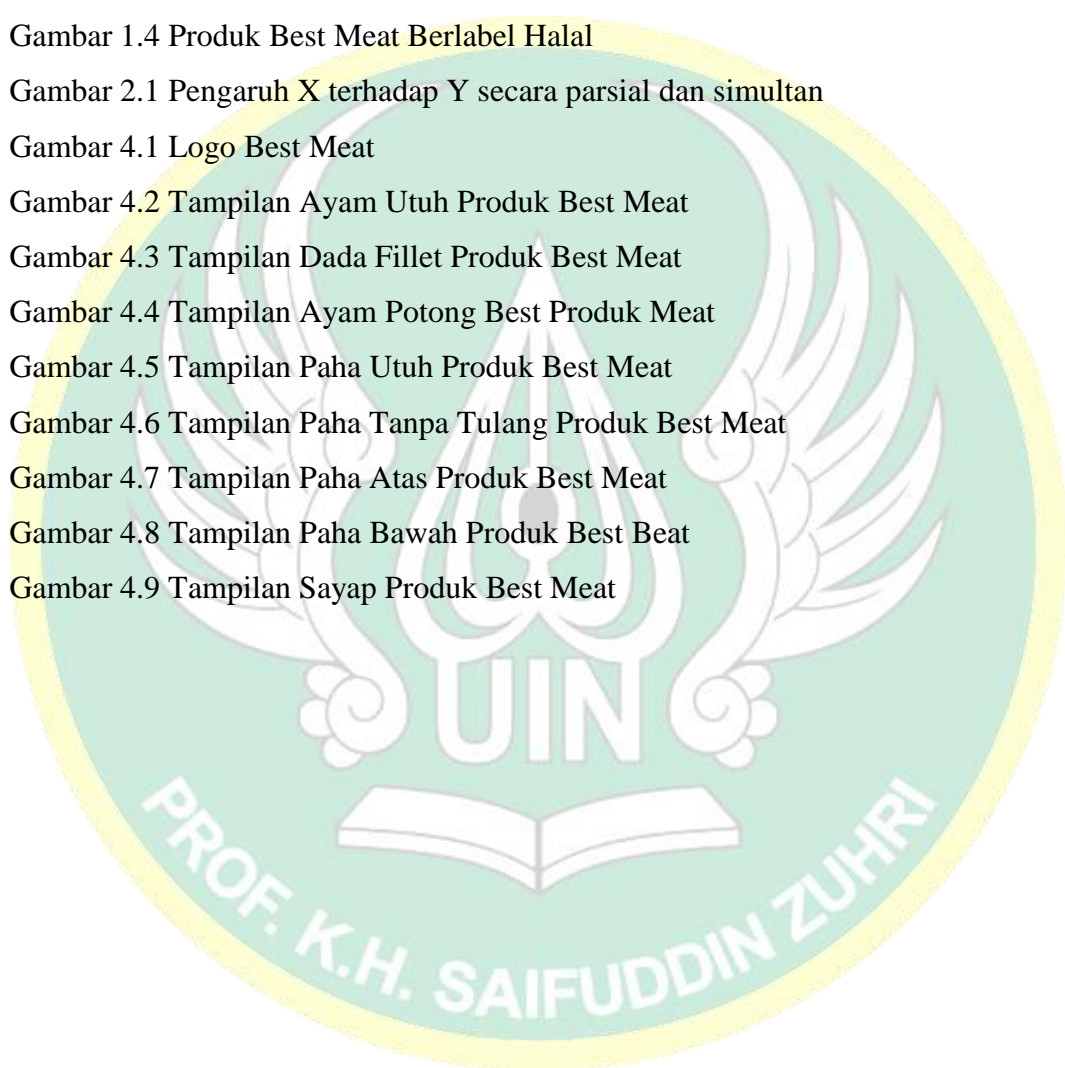 Gambar 1.4 Produk Best Meat Berlabel Halal
Gambar 2.1 Pengaruh X terhadap Y secara parsial dan simultan
Gambar 4.1 Logo Best Meat
Gambar 4.2 Tampilan Ayam Utuh Produk Best Meat
Gambar 4.3 Tampilan Dada Fillet Produk Best Meat
Gambar 4.4 Tampilan Ayam Potong Best Produk Meat
Gambar 4.5 Tampilan Paha Utuh Produk Best Meat
Gambar 4.6 Tampilan Paha Tanpa Tulang Produk Best Meat
Gambar 4.7 Tampilan Paha Atas Produk Best Meat
Gambar 4.8 Tampilan Paha Bawah Produk Best Beat
Gambar 4.9 Tampilan Sayap Produk Best Meat
UIN
PROF. K.H. SAIFUDDIN ZUHRI